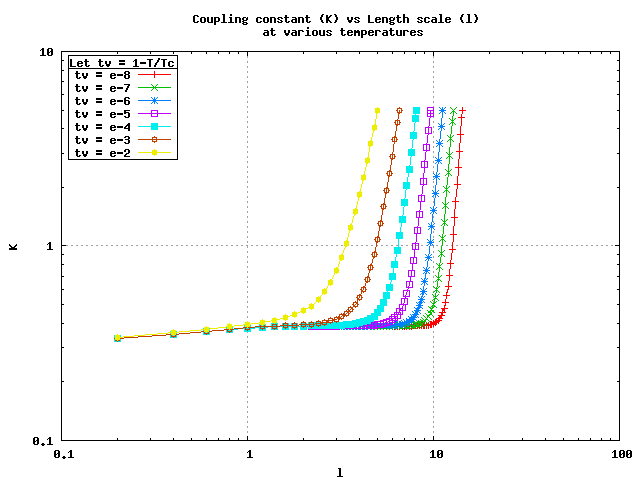 Coupling constant (K) vs Length scale (l)
at various temperatures
10
Let tv = 1-T/Tc
tv = e-8
tv = e-7
tv = e-6
tv = e-5
tv = e-4
tv = e-3
tv = e-2
K
1
0.1
0.1
1
10
100
l